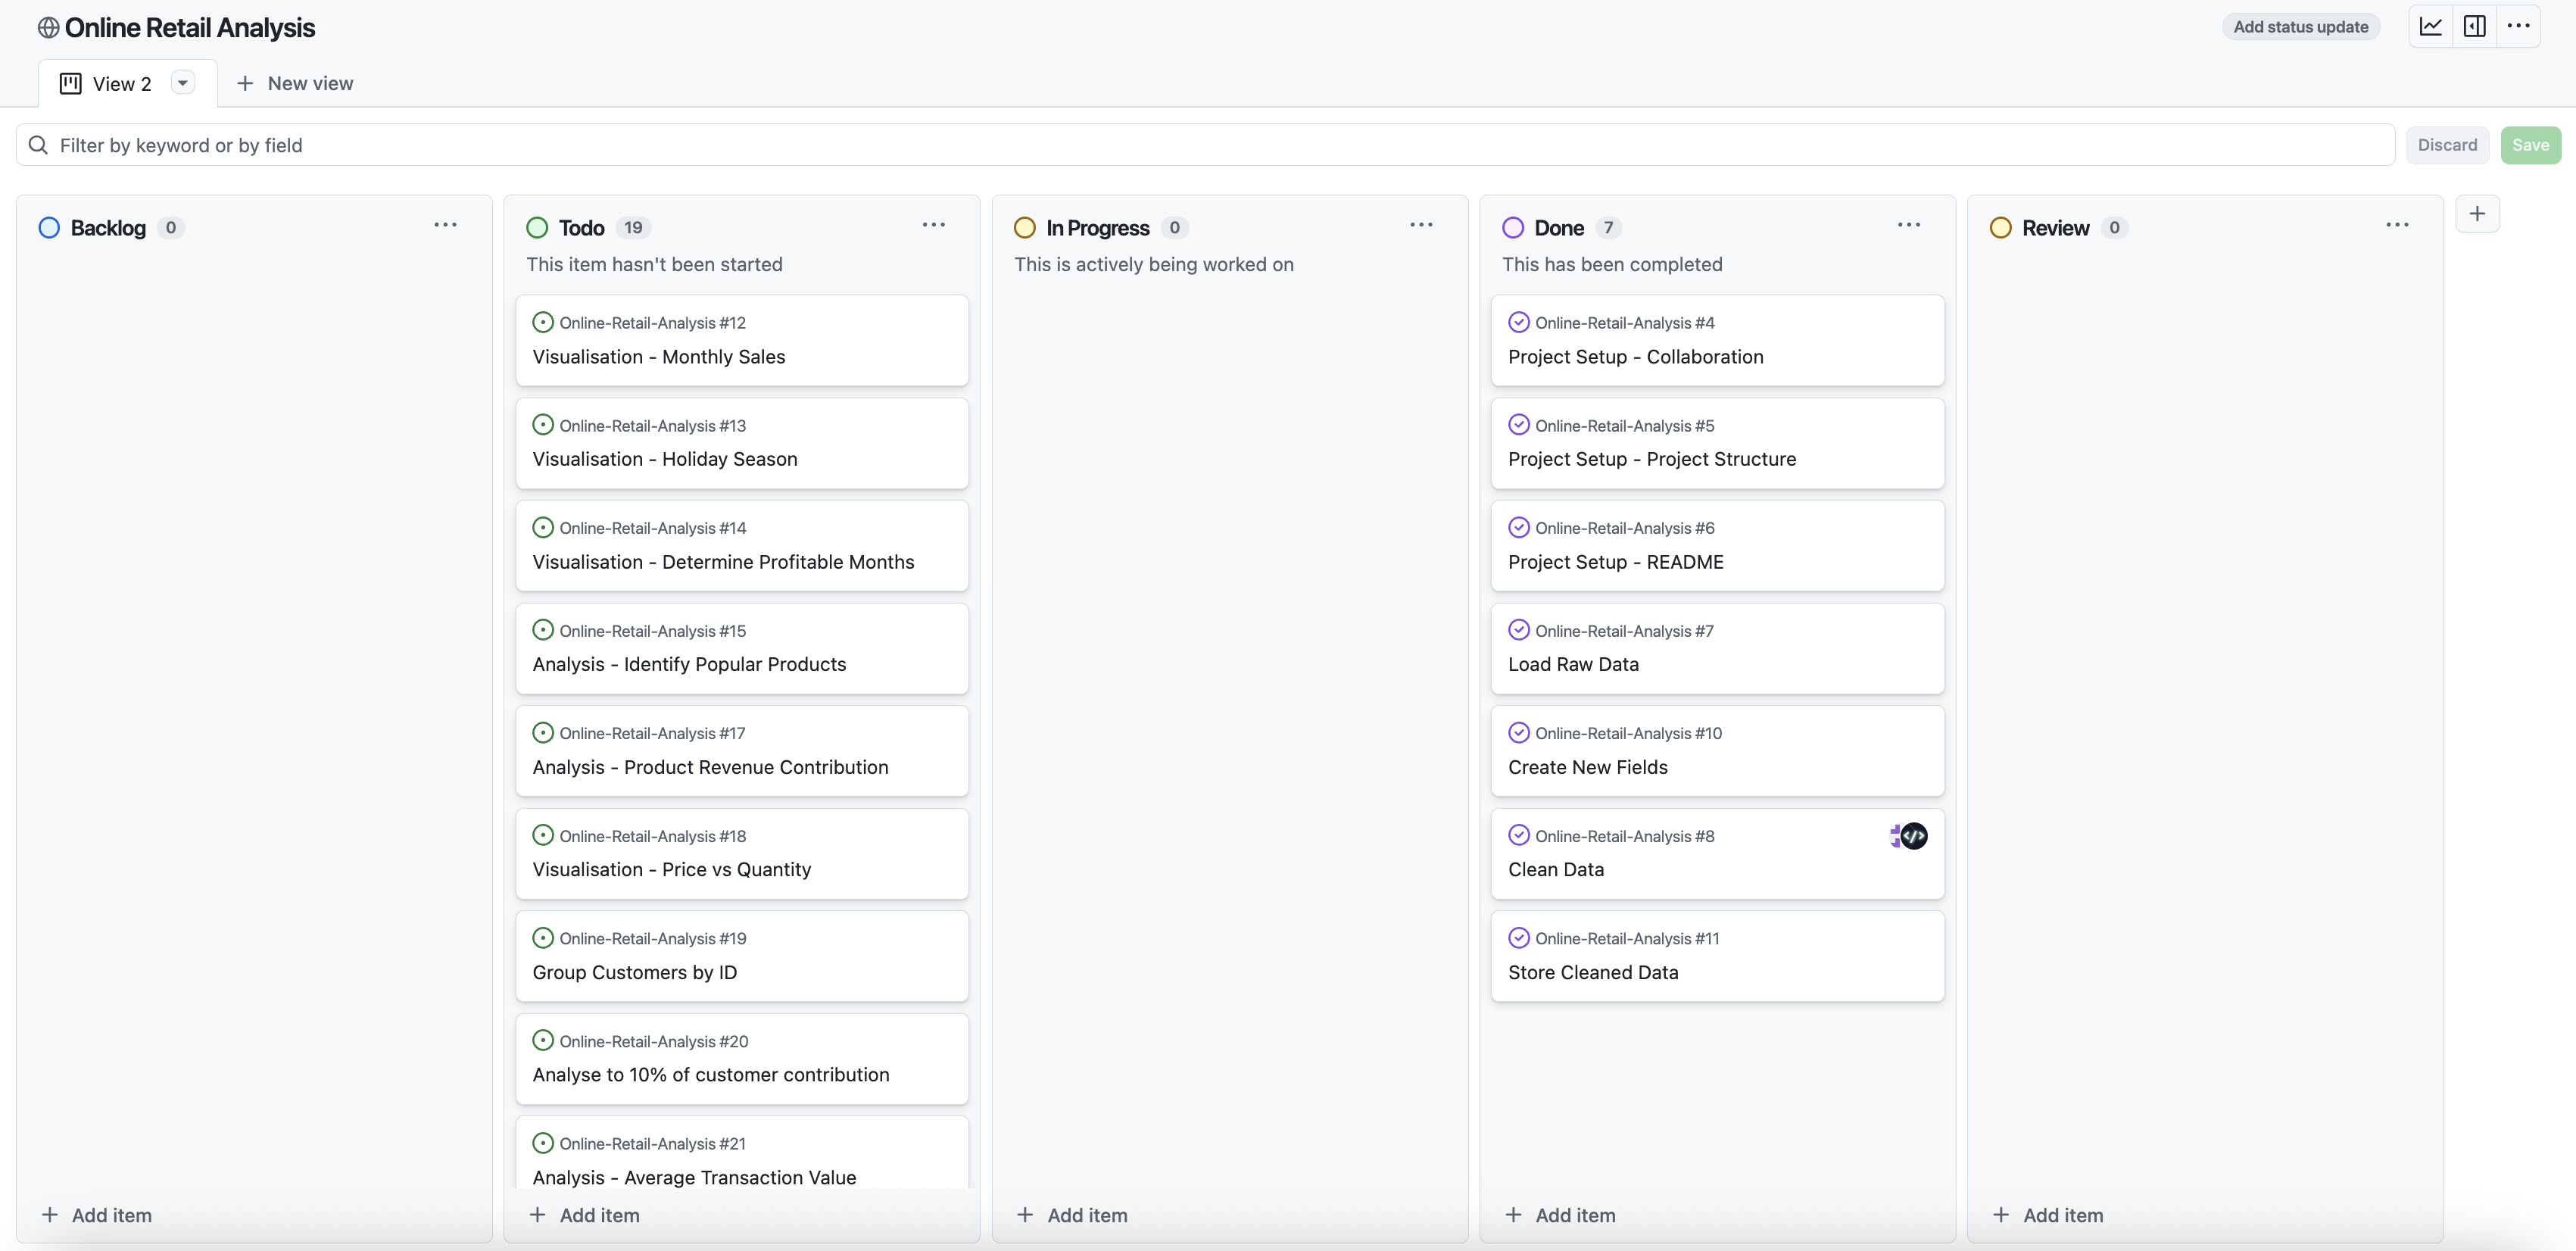 Online Retail Analysis
Add status update
View 2
New view
Filter by keyword or by field
Discard
Save
Backlog 0
Todo 19
This item hasn't been started
Online-Retail-Analysis #12
Visualisation - Monthly Sales
Online-Retail-Analysis #13
Visualisation - Holiday Season
Online-Retail-Analysis #14
Visualisation - Determine Profitable Months
Online-Retail-Analysis #15
Analysis - Identify Popular Products
Online-Retail-Analysis #17
Analysis - Product Revenue Contribution
Online-Retail-Analysis #18
Visualisation - Price vs Quantity
Online-Retail-Analysis #19
Group Customers by ID
Online-Retail-Analysis #20
Analyse to 10% of customer contribution
Online-Retail-Analysis #21
Analysis - Average Transaction Value
In Progress 0
This is actively being worked on
Done 7
This has been completed
Online-Retail-Analysis #4
Project Setup - Collaboration
Online-Retail-Analysis #5
Project Setup - Project Structure
Online-Retail-Analysis #6
Project Setup - README
Online-Retail-Analysis #7
Load Raw Data
Online-Retail-Analysis #10
Create New Fields
Online-Retail-Analysis #8
Clean Data
Online-Retail-Analysis #11
Store Cleaned Data
Review 0
Add item
Add item
Add item
Add item
Add item